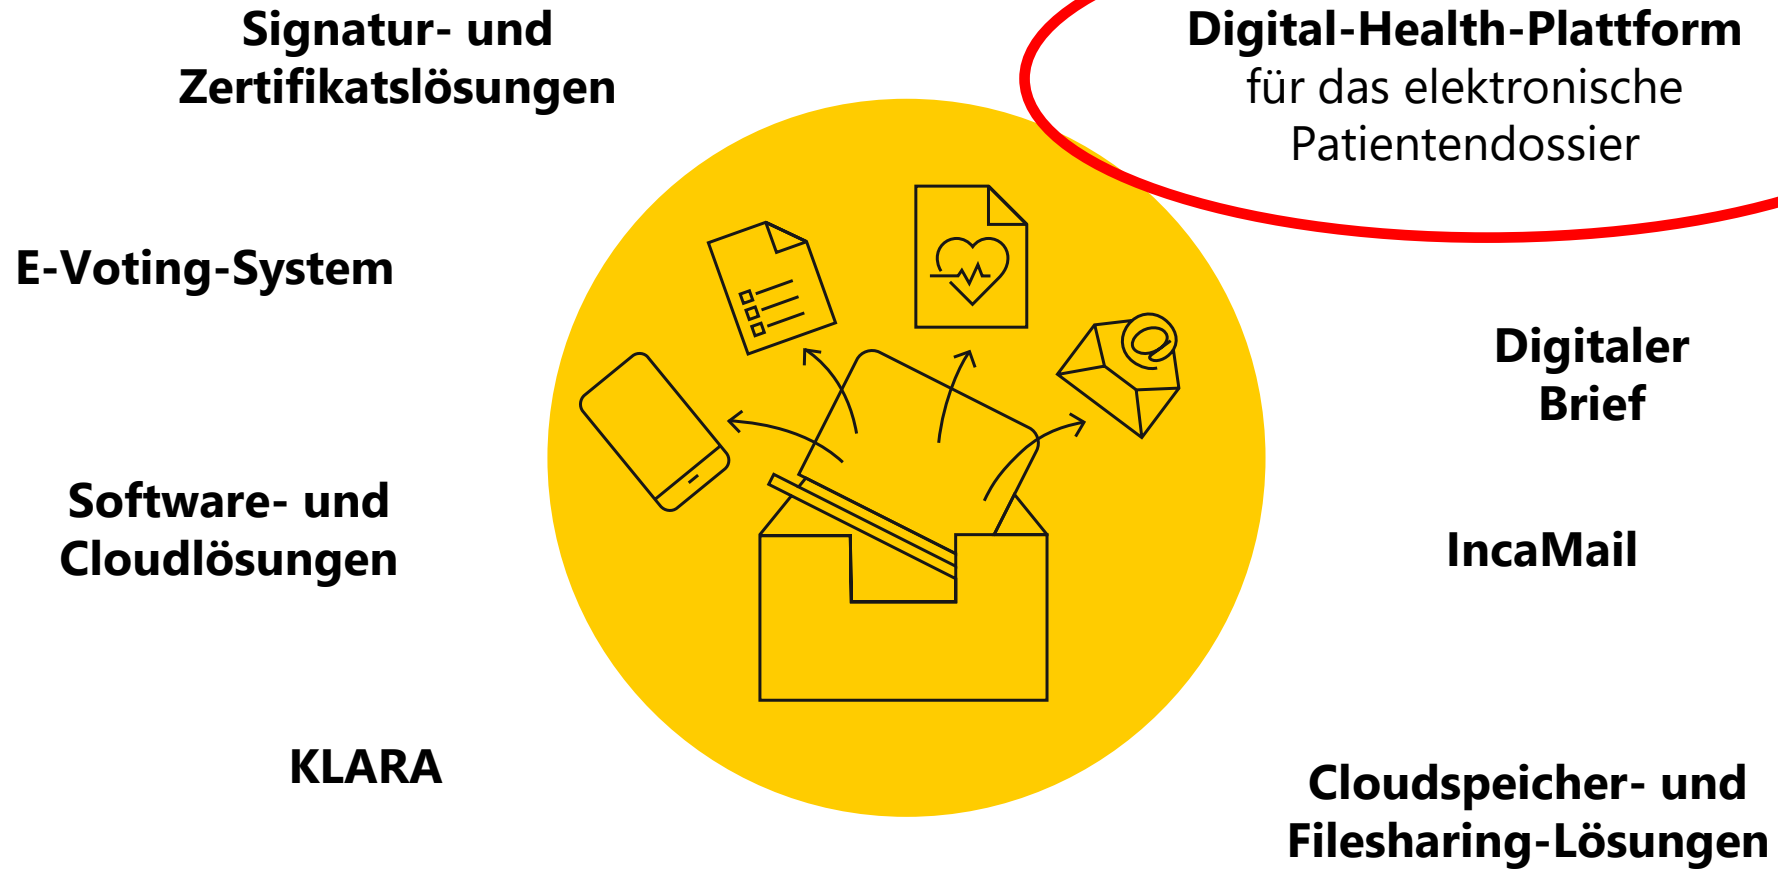 Signatur- und
Zertifikatslösungen
Digital-Health-Plattform
für das elektronische
Patientendossier
E-Voting-System
Digitaler
Brief
Software- und
Cloudlösungen
IncaMail
KLARA
Cloudspeicher- und
Filesharing-Lösungen